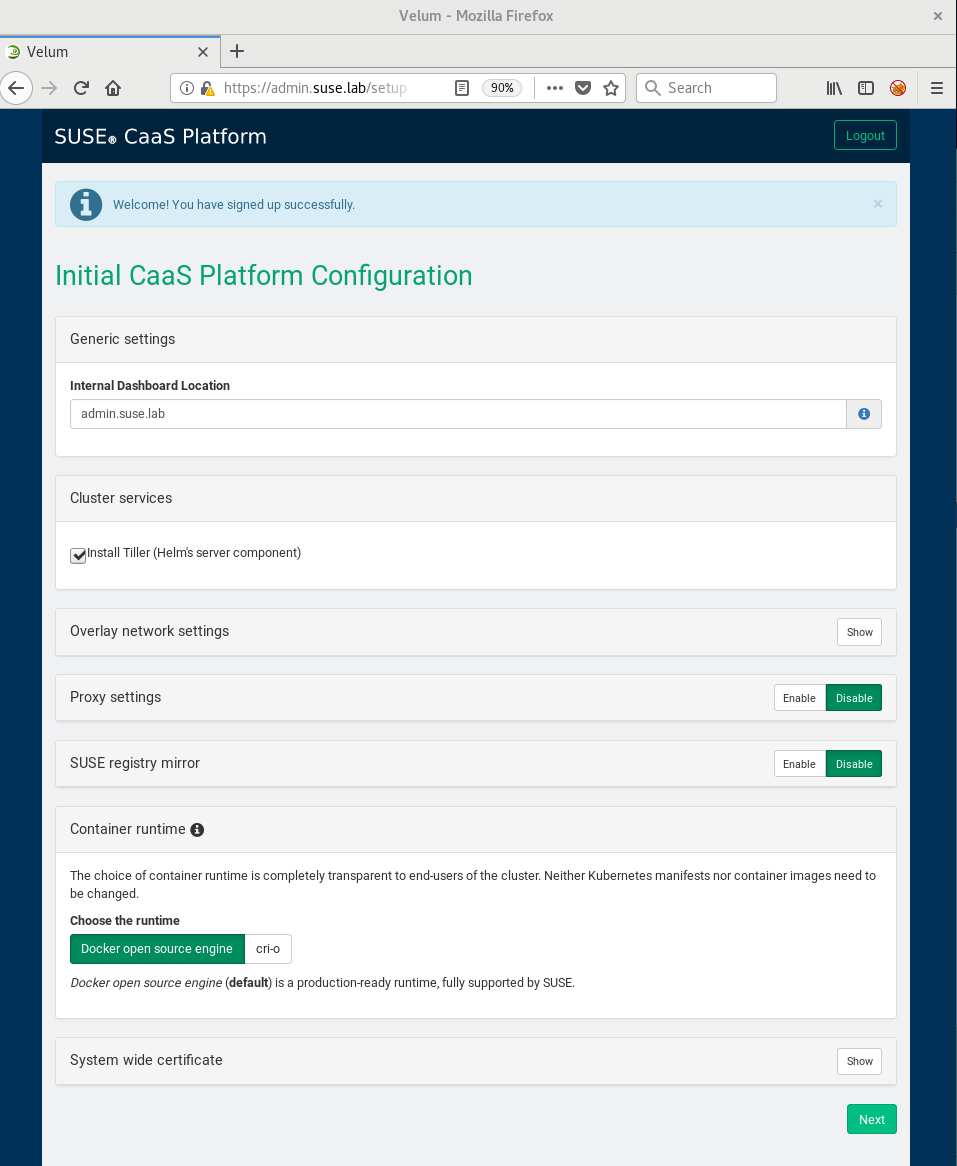 Velum - Mozilla Firefox
Velum
https://admin.suse.lab/setup
90%
Search
SUSE® CaaS Platform
Logout
Welcome! You have signed up successfully.
×
Initial CaaS Platform Configuration
Generic settings
Internal Dashboard Location
admin.suse.lab
Cluster services
Install Tiller (Helm's server component)
Overlay network settings
Show
Proxy settings
Enable
Disable
SUSE registry mirror
Enable
Disable
Container runtime
The choice of container runtime is completely transparent to end-users of the cluster. Neither Kubernetes manifests nor container images need to
be changed.
Choose the runtime
Docker open source engine
cri-o
Docker open source engine (default) is a production-ready runtime, fully supported by SUSE.
System wide certificate
Show
Next